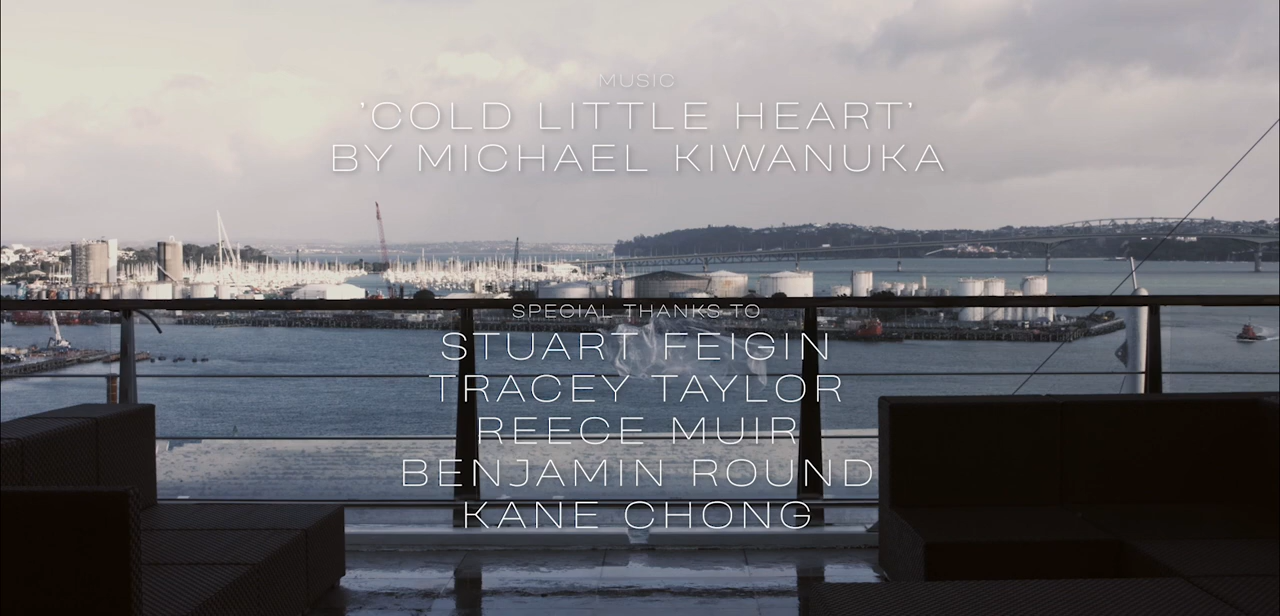 MUSIC
'COLD LITTLE HEART'
BY MICHAEL KIWANUKA
SPECIAL THANKS TO
STUART FEIGIN
TRACEY TAYLOR
REECE MUIR
BENJAMIN ROUND
KANE CHONG